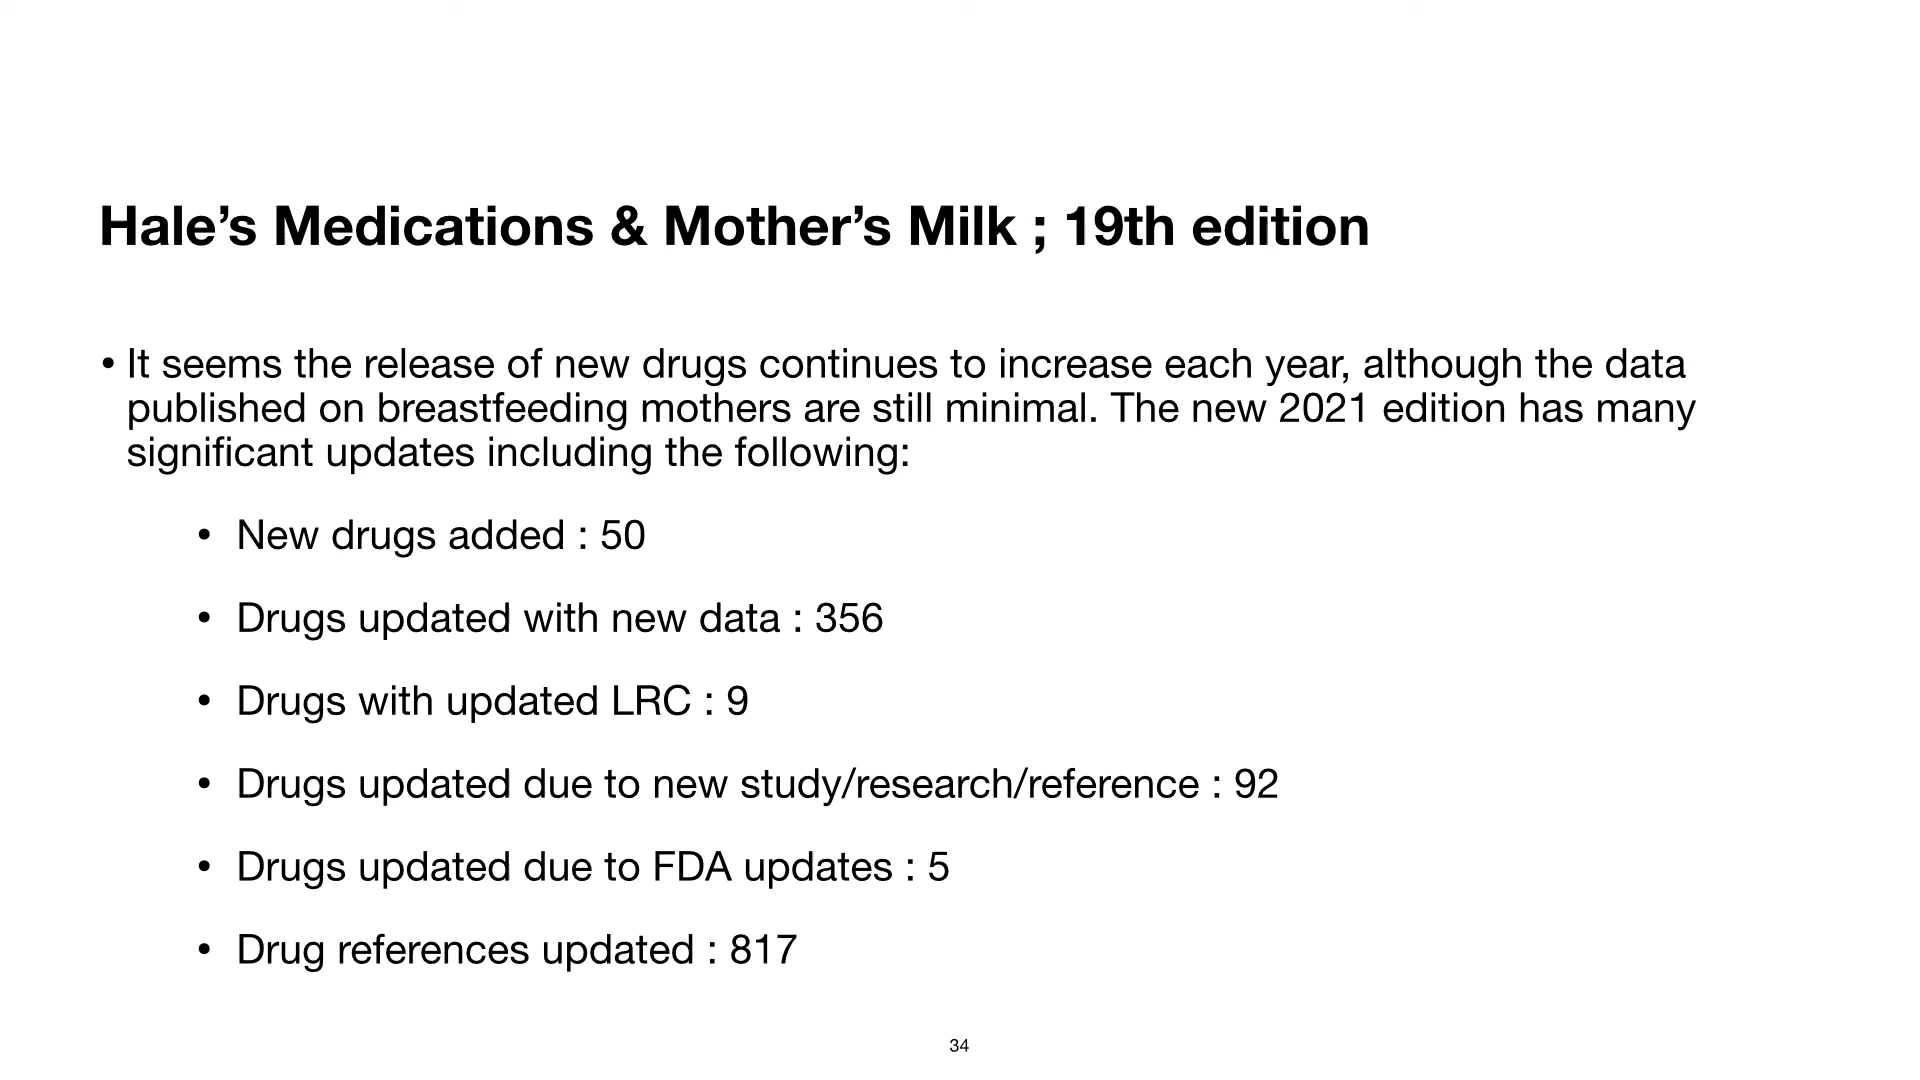 Hale’s Medications & Mother’s Milk ; 19th edition
• It seems the release of new drugs continues to increase each year, although the data
published on breastfeeding mothers are still minimal. The new 2021 edition has many
significant updates including the following:
• New drugs added : 50
• Drugs updated with new data : 356
• Drugs with updated LRC : 9
• Drugs updated due to new study/research/reference : 92
• Drugs updated due to FDA updates : 5
• Drug references updated : 817
34